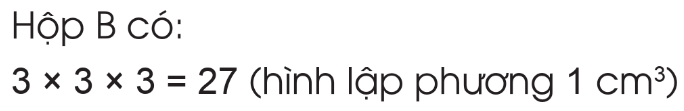 Hộp B có:
3 × 3 × 3 = 27 (hình lập phương 1 cm³)